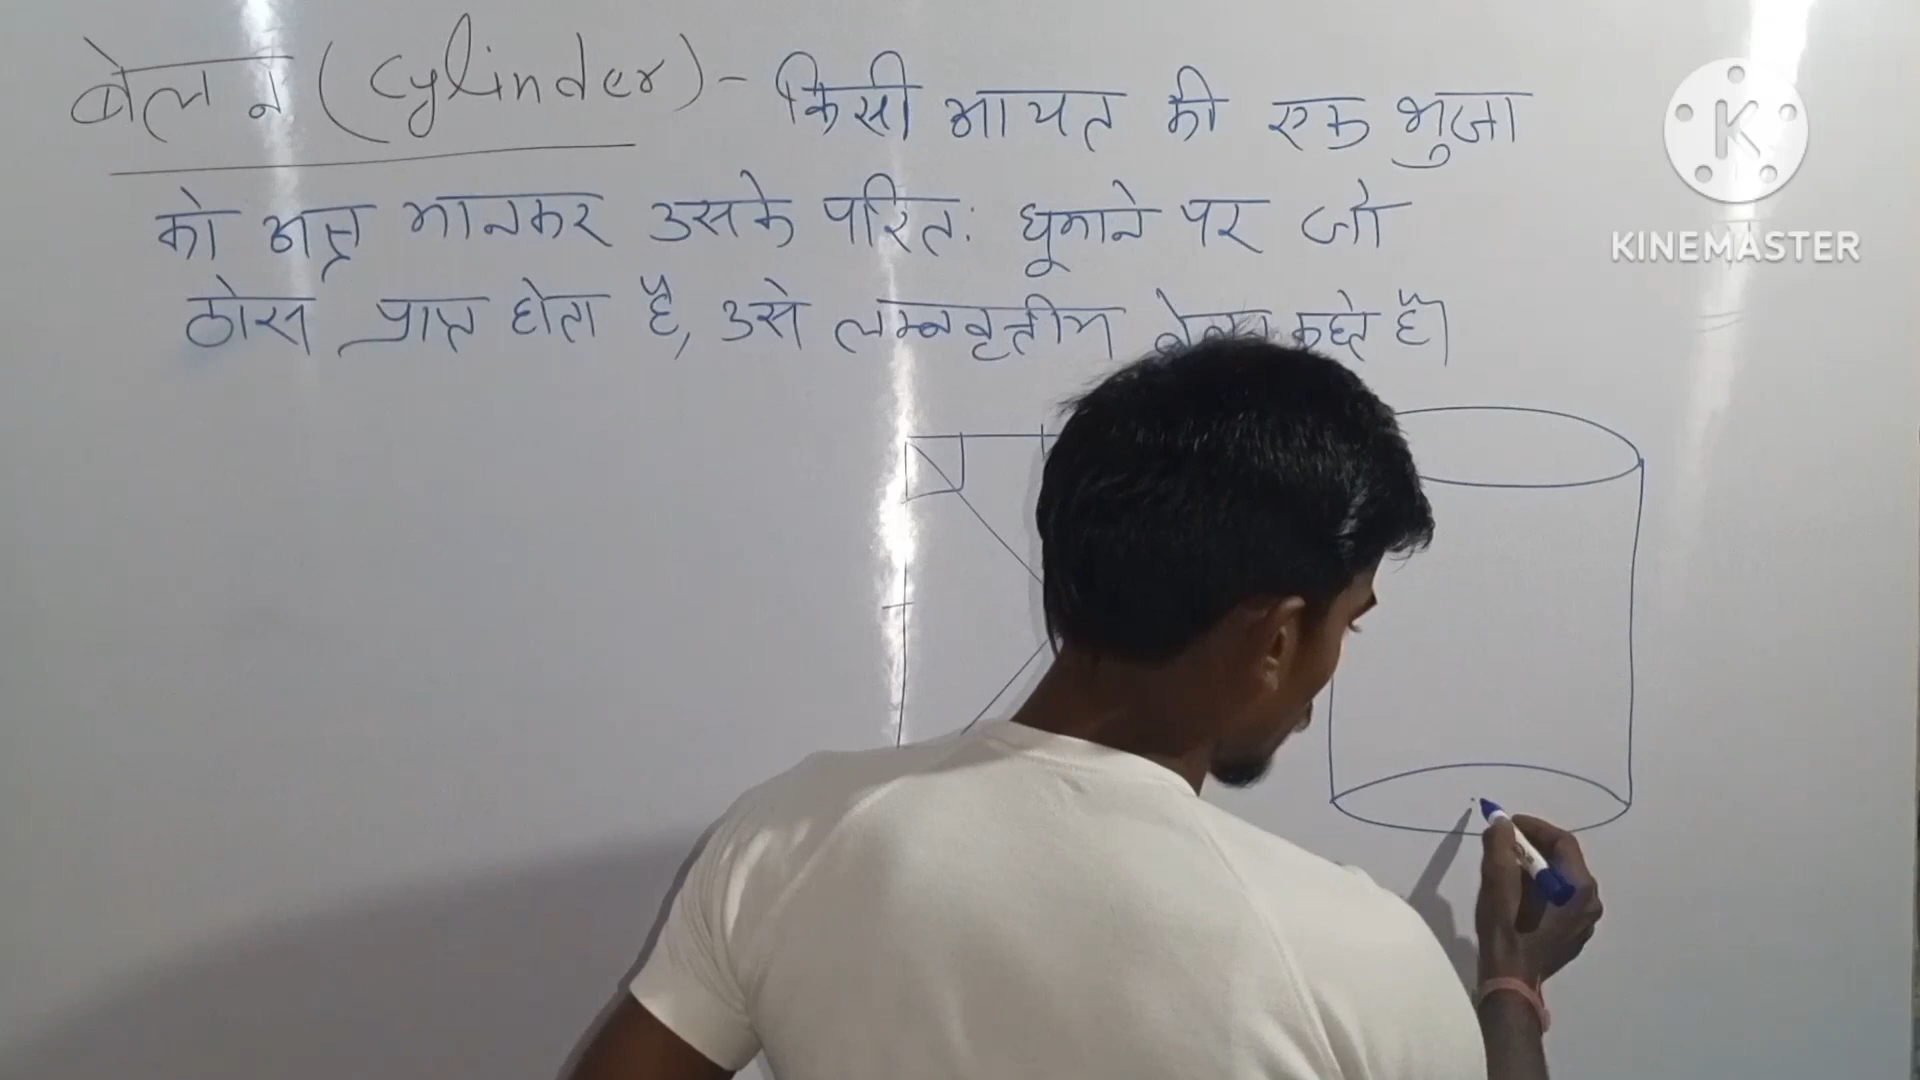 बेलन (Cylinder) - किसी आयत की एक भुजा
को अक्ष मानकर उसके परितः घूमाने पर जो
ठोस प्राप्त होता है, उसे लम्बवृत्तीय बेलन कहते हैं।
K
KINEMASTER